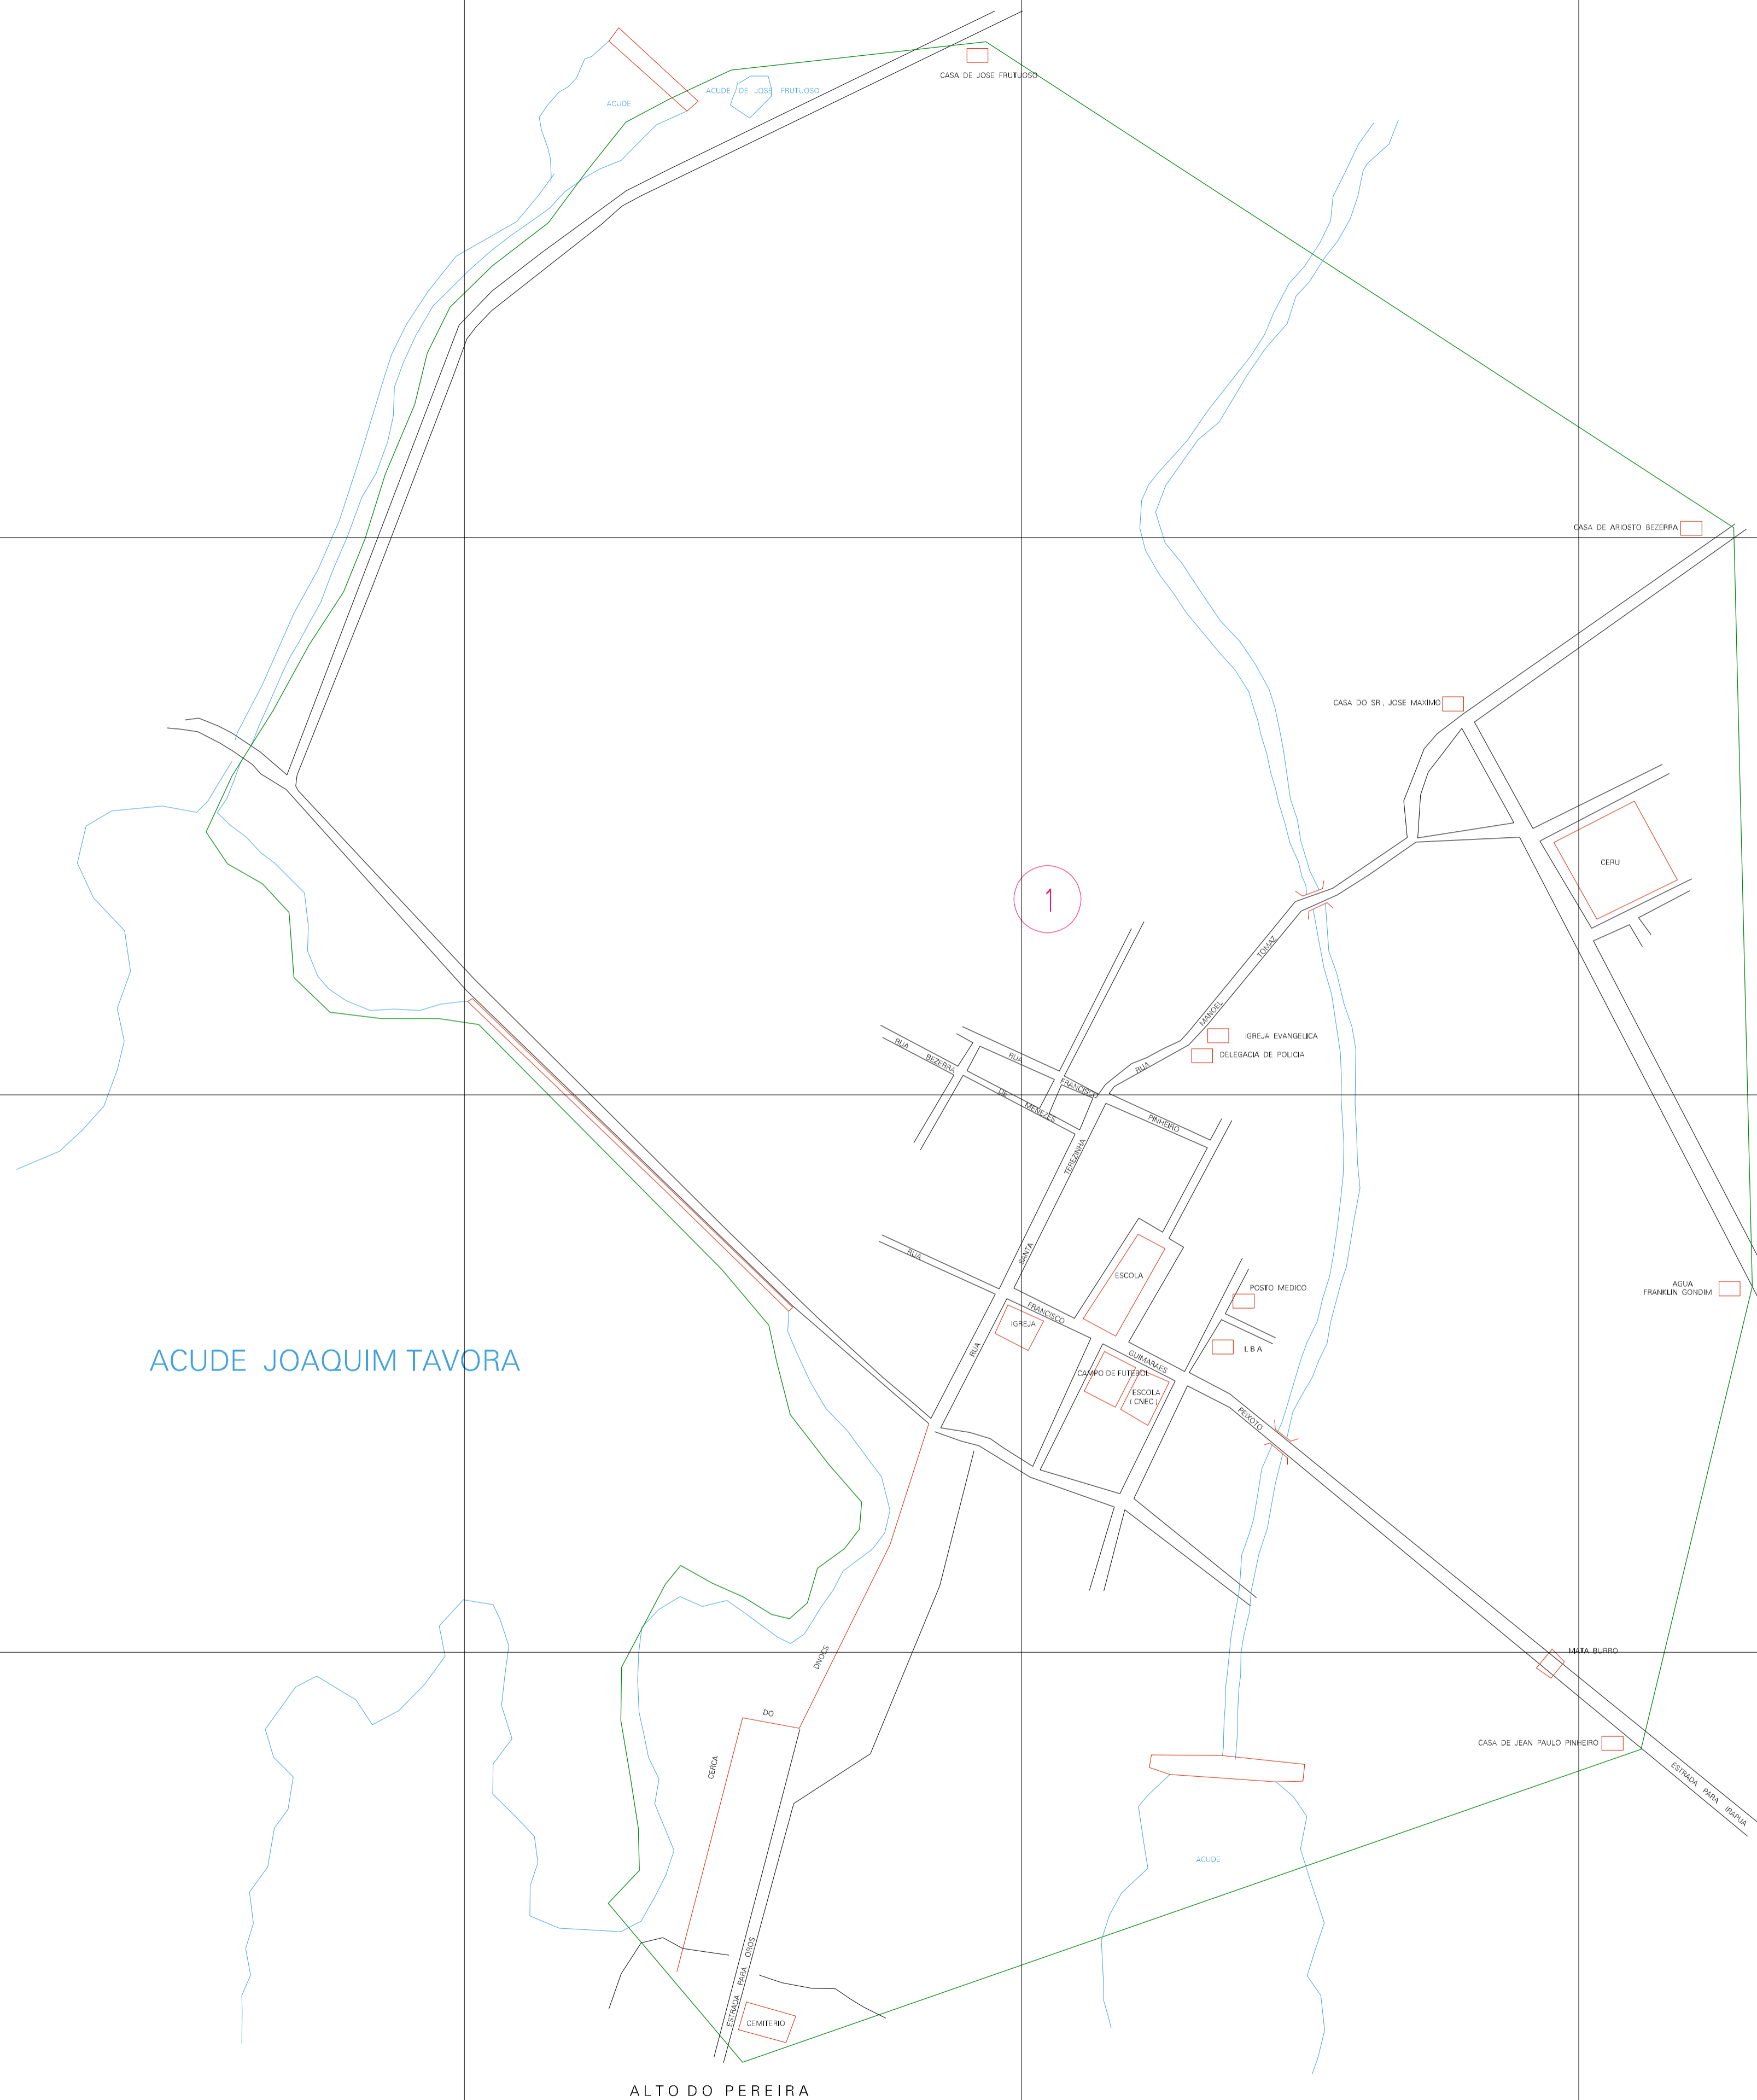 CASA DE JOSE FRUTUOSO
ACUDE DE JOSE FRUTUOSO
ACUDE
CASA DE ARIOSTO BEZERRA
CASA DO SR. JOSE MAXIMO
CERU
1
RUA MANOEL TOMAZ
IGREJA EVANGELICA
DELEGACIA DE POLICIA
RUA BEZERRA DE MENEZES
RUA FRANCISCO PINHEIRO
RUA SANTA TEREZINHA
RUA FRANCISCO GUIMARAES PEIXOTO
ESCOLA
POSTO MEDICO
AGUA
FRANKLIN GONDIM
IGREJA
L B A
CAMPO DE FUTEBOL
ESCOLA
( CNEC )
ACUDE JOAQUIM TAVORA
MATA BURRO
CERCA DO DNOCS
CASA DE JEAN PAULO PINHEIRO
ESTRADA PARA IRAPUA
ACUDE
ESTRADA PARA OROS
CEMITERIO
ALTO DO PEREIRA